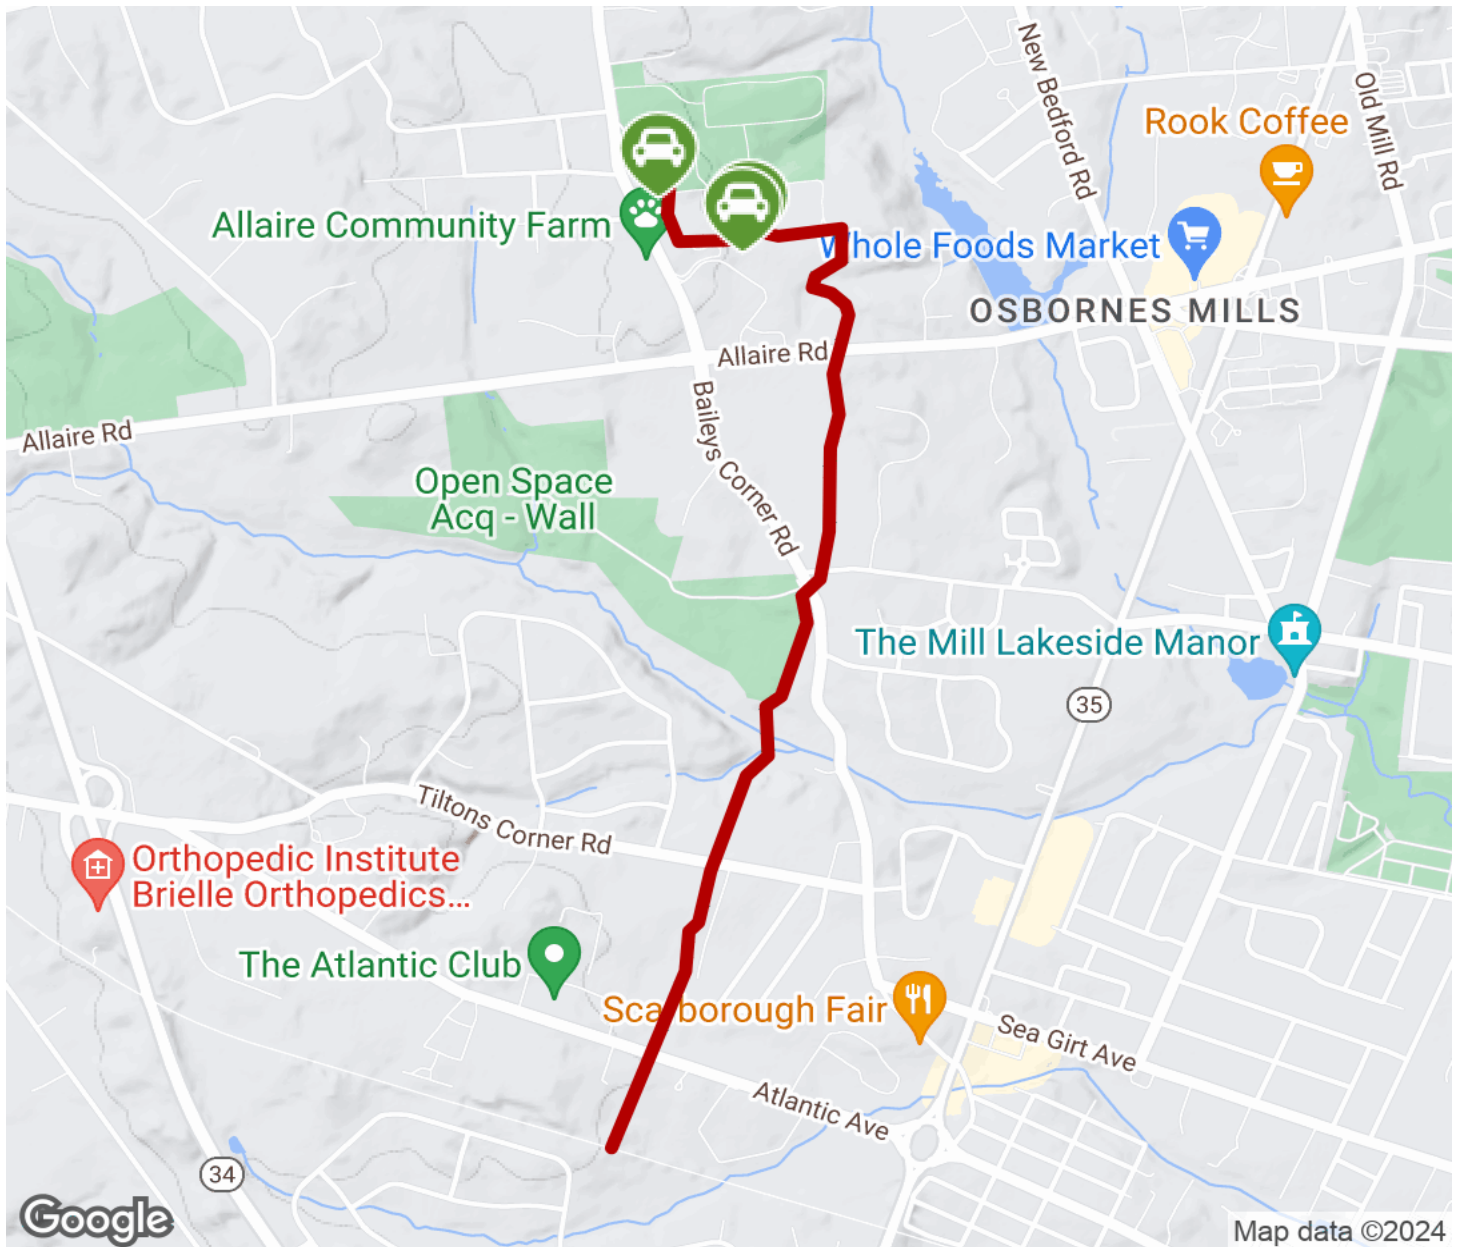 New Bedford Rd
Old Mill Rd
Rook Coffee
Allaire Community Farm
Whole Foods Market
OSBORNES MILLS
Allaire Rd
Allaire Rd
Baileys Corner Rd
Open Space
Acq - Wall
The Mill Lakeside Manor
35
Tiltons Corner Rd
Orthopedic Institute
Brielle Orthopedics...
The Atlantic Club
Scarborough Fair
Sea Girt Ave
Atlantic Ave
34
Google
Map data ©2024